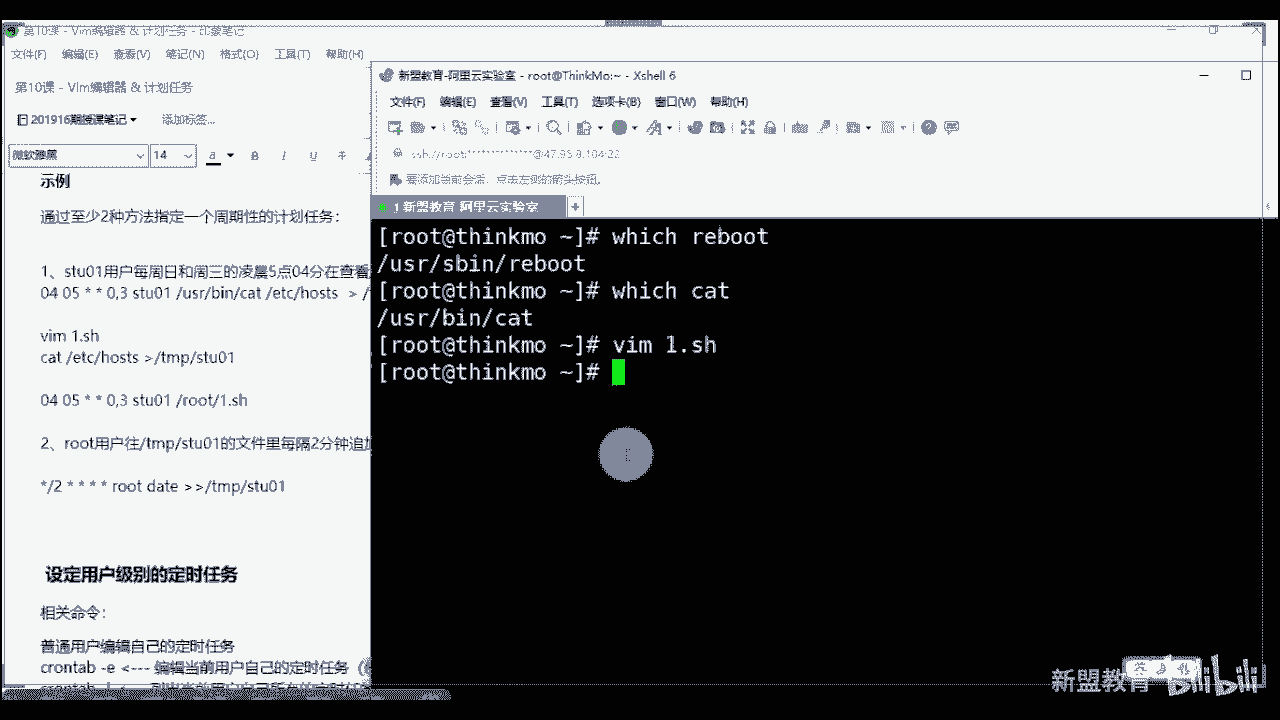 第10课 - Vim编辑器 & 计划任务 - 印象笔记
文件(F) 编辑(E) 查看(V) 笔记(N) 格式(O) 工具(T) 帮助(H)
第10课 - Vim编辑器 & 计划任务
201916期授课笔记 添加标签...
微软雅黑 14 a B I U
示例
通过至少2种方法指定一个周期性的计划任务：
1、stu01用户每周日和周三的凌晨5点04分在查看
04 05 * * 0,3 stu01 /usr/bin/cat /etc/hosts > /
vim 1.sh
cat /etc/hosts >/tmp/stu01
04 05 * * 0,3 stu01 /root/1.sh
2、root用户往/tmp/stu01的文件里每隔2分钟追加
*/2 * * * * root date >>/tmp/stu01
设定用户级别的定时任务
相关命令：
普通用户编辑自己的定时任务
crontab -e <--- 编辑当前用户自己的定时任务
新盟教育-阿里云实验室 - root@ThinkMo:~ - Xshell 6
文件(F) 编辑(E) 查看(V) 工具(T) 选项卡(B) 窗口(W) 帮助(H)
要添加当前会话，点击左侧的箭头按钮。
1 新盟教育-阿里云实验室
[root@thinkmo ~]# which reboot
/usr/sbin/reboot
[root@thinkmo ~]# which cat
/usr/bin/cat
[root@thinkmo ~]# vim 1.sh
[root@thinkmo ~]#
新盟教育 bilibili